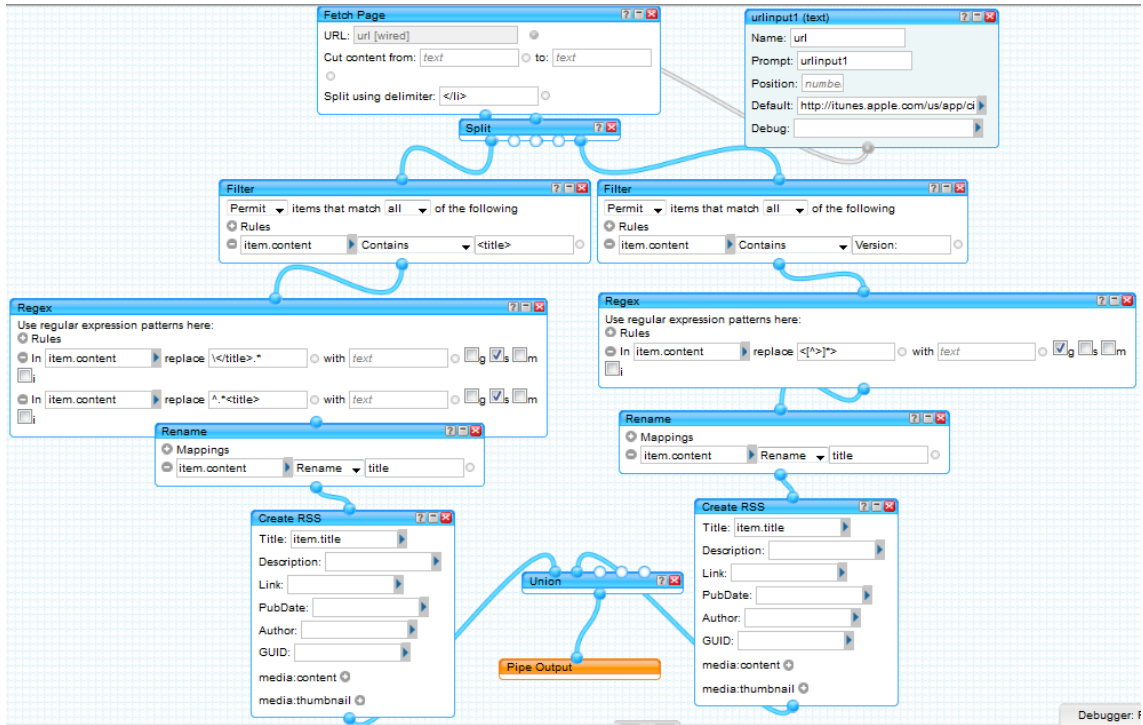 Fetch Page
URL: url [wired]
Cut content from: text to: text
Split using delimiter: </li>
urlinput1 (text)
Name: url
Prompt: urlinput1
Position: numbe
Default: http://itunes.apple.com/us/app/ci
Debug:
Split
Filter
Permit items that match all of the following
Rules
item.content Contains <title>
Filter
Permit items that match all of the following
Rules
item.content Contains Version:
Regex
Use regular expression patterns here:
Rules
In item.content replace \</title>.* with text g s m
i
In item.content replace ^.*<title> with text g s m
i
Regex
Use regular expression patterns here:
Rules
In item.content replace <[^>]*> with text g s m
i
Rename
Mappings
item.content Rename title
Rename
Mappings
item.content Rename title
Create RSS
Title: item.title
Description:
Link:
PubDate:
Author:
GUID:
media:content
media:thumbnail
Union
Pipe Output
Create RSS
Title: item.title
Description:
Link:
PubDate:
Author:
GUID:
media:content
media:thumbnail
Debugger: